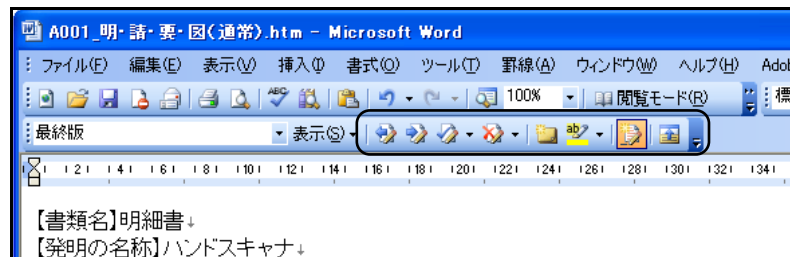 A001_明・請・要・図(通常).htm - Microsoft Word
ファイル(F) 編集(E) 表示(V) 挿入(I) 書式(O) ツール(T) 罫線(A) ウィンドウ(W) ヘルプ(H) Adob
100% 閲覧モード(R) 標
最終版 表示(S)
2 4 6 8 10 12 14 16 18 20 22 24 26 28 30 32 34
【書類名】明細書↓
【発明の名称】ハンドスキャナ↓